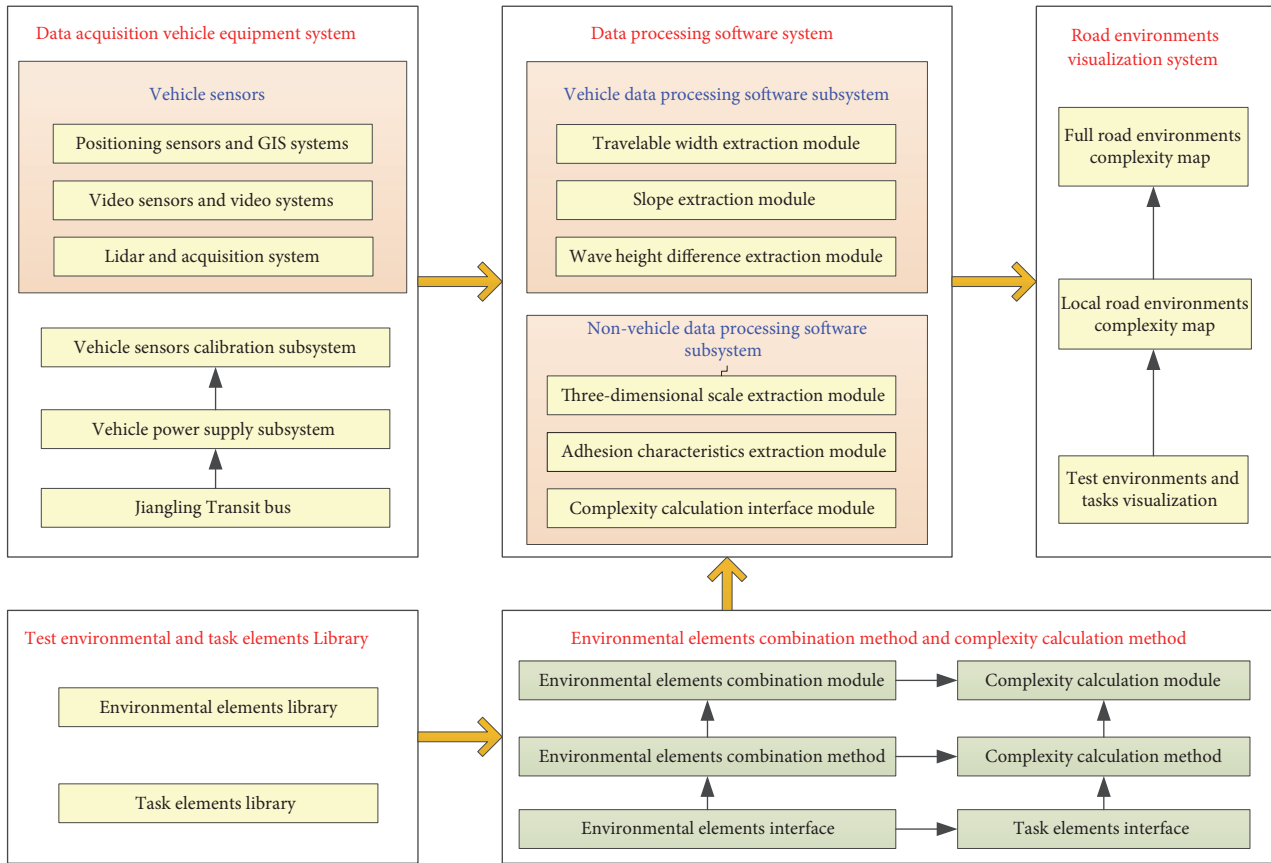 Data acquisition vehicle equipment system
Vehicle sensors
Positioning sensors and GIS systems
Video sensors and video systems
Lidar and acquisition system
Vehicle sensors calibration subsystem
Vehicle power supply subsystem
Jiangling Transit bus
Data processing software system
Vehicle data processing software subsystem
Travelable width extraction module
Slope extraction module
Wave height difference extraction module
Non-vehicle data processing software
subsystem
Three-dimensional scale extraction module
Adhesion characteristics extraction module
Complexity calculation interface module
Road environments
visualization system
Full road environments
complexity map
Local road environments
complexity map
Test environments and
tasks visualization
Test environmental and task elements Library
Environmental elements library
Task elements library
Environmental elements combination method and complexity calculation method
Environmental elements combination module
Complexity calculation module
Environmental elements combination method
Complexity calculation method
Environmental elements interface
Task elements interface